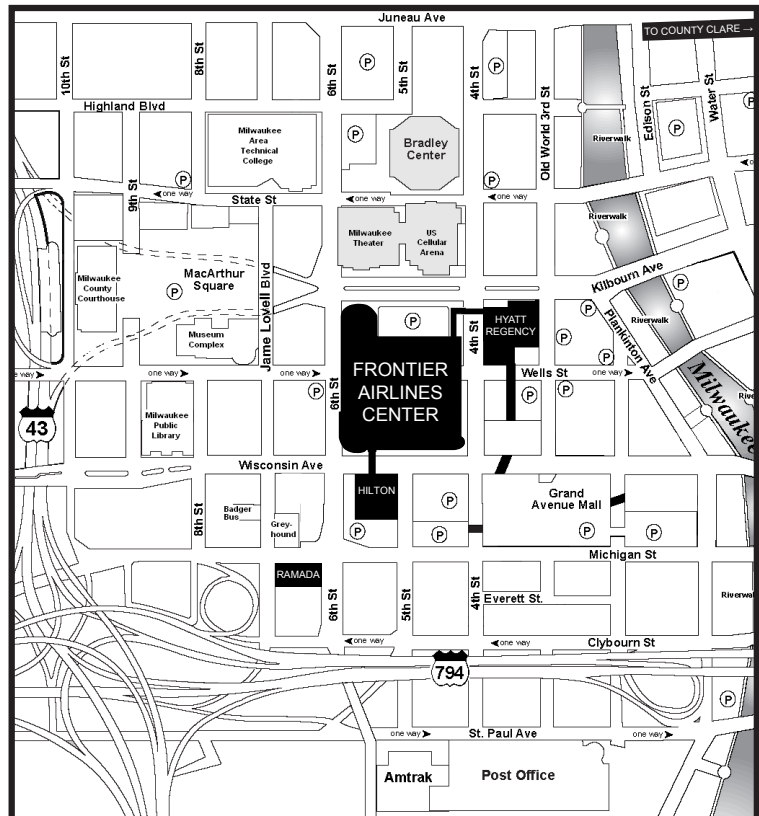 Juneau Ave
TO COUNTY CLARE →
10th St
8th St
6th St
5th St
4th St
Old World 3rd St
Edison St
Water St
P
P
Highland Blvd
Milwaukee
Area
Technical
College
P
Bradley
Center
Riverwalk
P
P
P
P
P
9th St
one way
State St
one way
one way
Milwaukee
Theater
US
Cellular
Arena
Riverwalk
Milwaukee
County
Courthouse
MacArthur
Square
P
Jame Lovell Blvd
Kilbourn Ave
P
Museum
Complex
P
4th St
HYATT
REGENCY
P
P
P
Plankinton Ave
Riverwalk
FRONTIER
AIRLINES
CENTER
e way
one way
one way
Wells St
one way
P
6th St
P
P
Milwaukee
43
Milwaukee
Public
Library
Rive
Wisconsin Ave
HILTON
8th St
Badger
Bus
Grey-
hound
P
P
P
Grand
Avenue Mall
P
P
Michigan St
RAMADA
6th St
5th St
4th St
Everett St.
Riverwal
one way
one way
Clybourn St
794
P
one way
St. Paul Ave
one way
Amtrak
Post Office